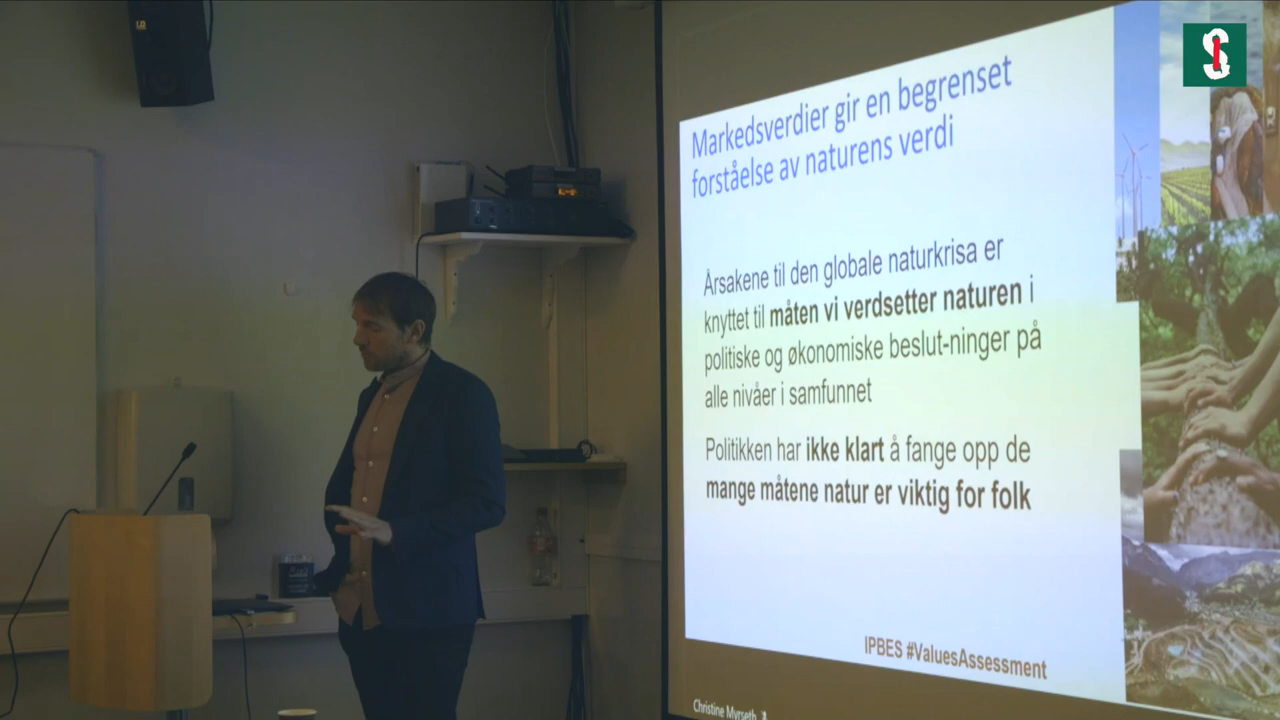 Markedsverdier gir en begrenset
forståelse av naturens verdi
Årsakene til den globale naturkrisa er
knyttet til måten vi verdsetter naturen i
politiske og økonomiske beslut-ninger på
alle nivåer i samfunnet
Politikken har ikke klart å fange opp de
mange måtene natur er viktig for folk
IPBES #ValuesAssessment
Christine Myrseth